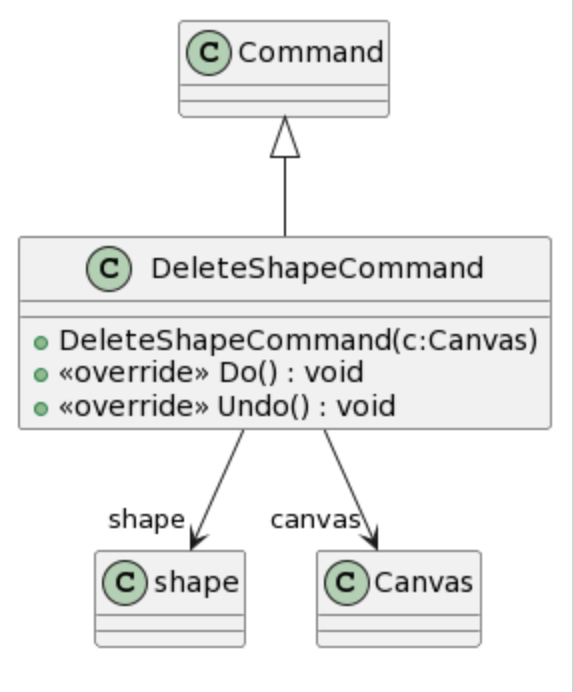 C Command
C DeleteShapeCommand
DeleteShapeCommand(c:Canvas)
«override» Do() : void
«override» Undo() : void
shape canvas
C shape C Canvas